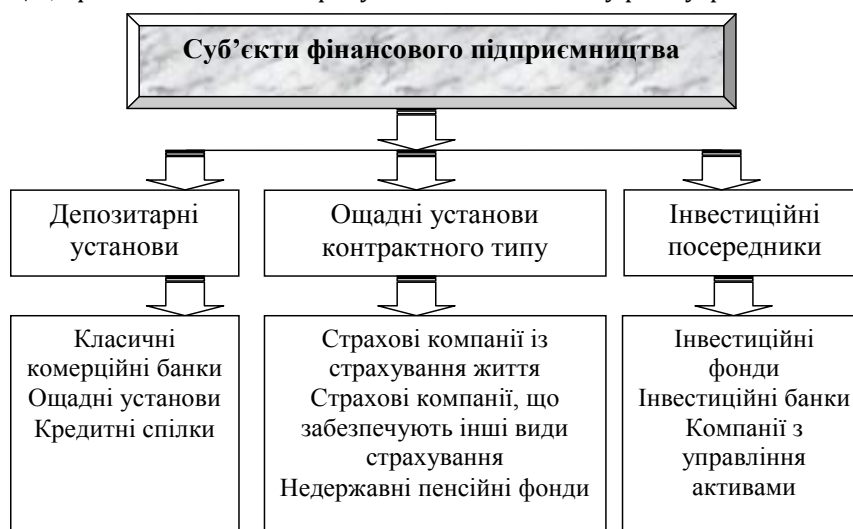 Суб’єкти фінансового підприємництва
Депозитарні
установи
Ощадні установи
контрактного типу
Інвестиційні
посередники
Класичні
комерційні банки
Ощадні установи
Кредитні спілки
Страхові компанії із
страхування життя
Страхові компанії, що
забезпечують інші види
страхування
Недержавні пенсійні фонди
Інвестиційні
фонди
Інвестиційні банки
Компанії з
управління
активами